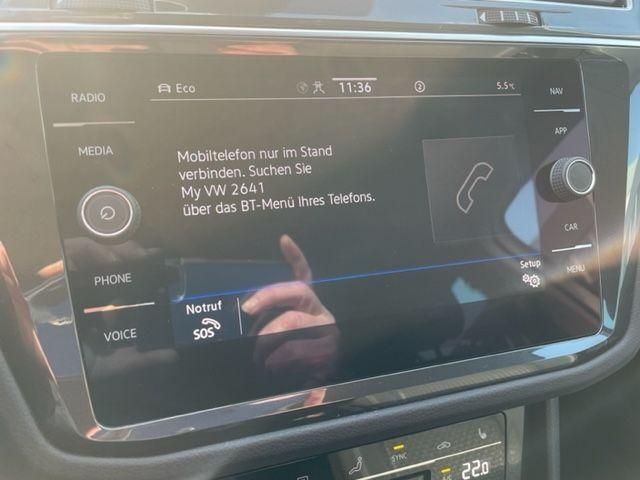 RADIO
MEDIA
PHONE
VOICE
Eco
11:36
2
5.5°C
NAV
APP
CAR
MENU
Mobiltelefon nur im Stand
verbinden. Suchen Sie
My VW 2641
über das BT-Menü Ihres Telefons.
Setup
Notruf
SOS
SYNC
A/C
22.0